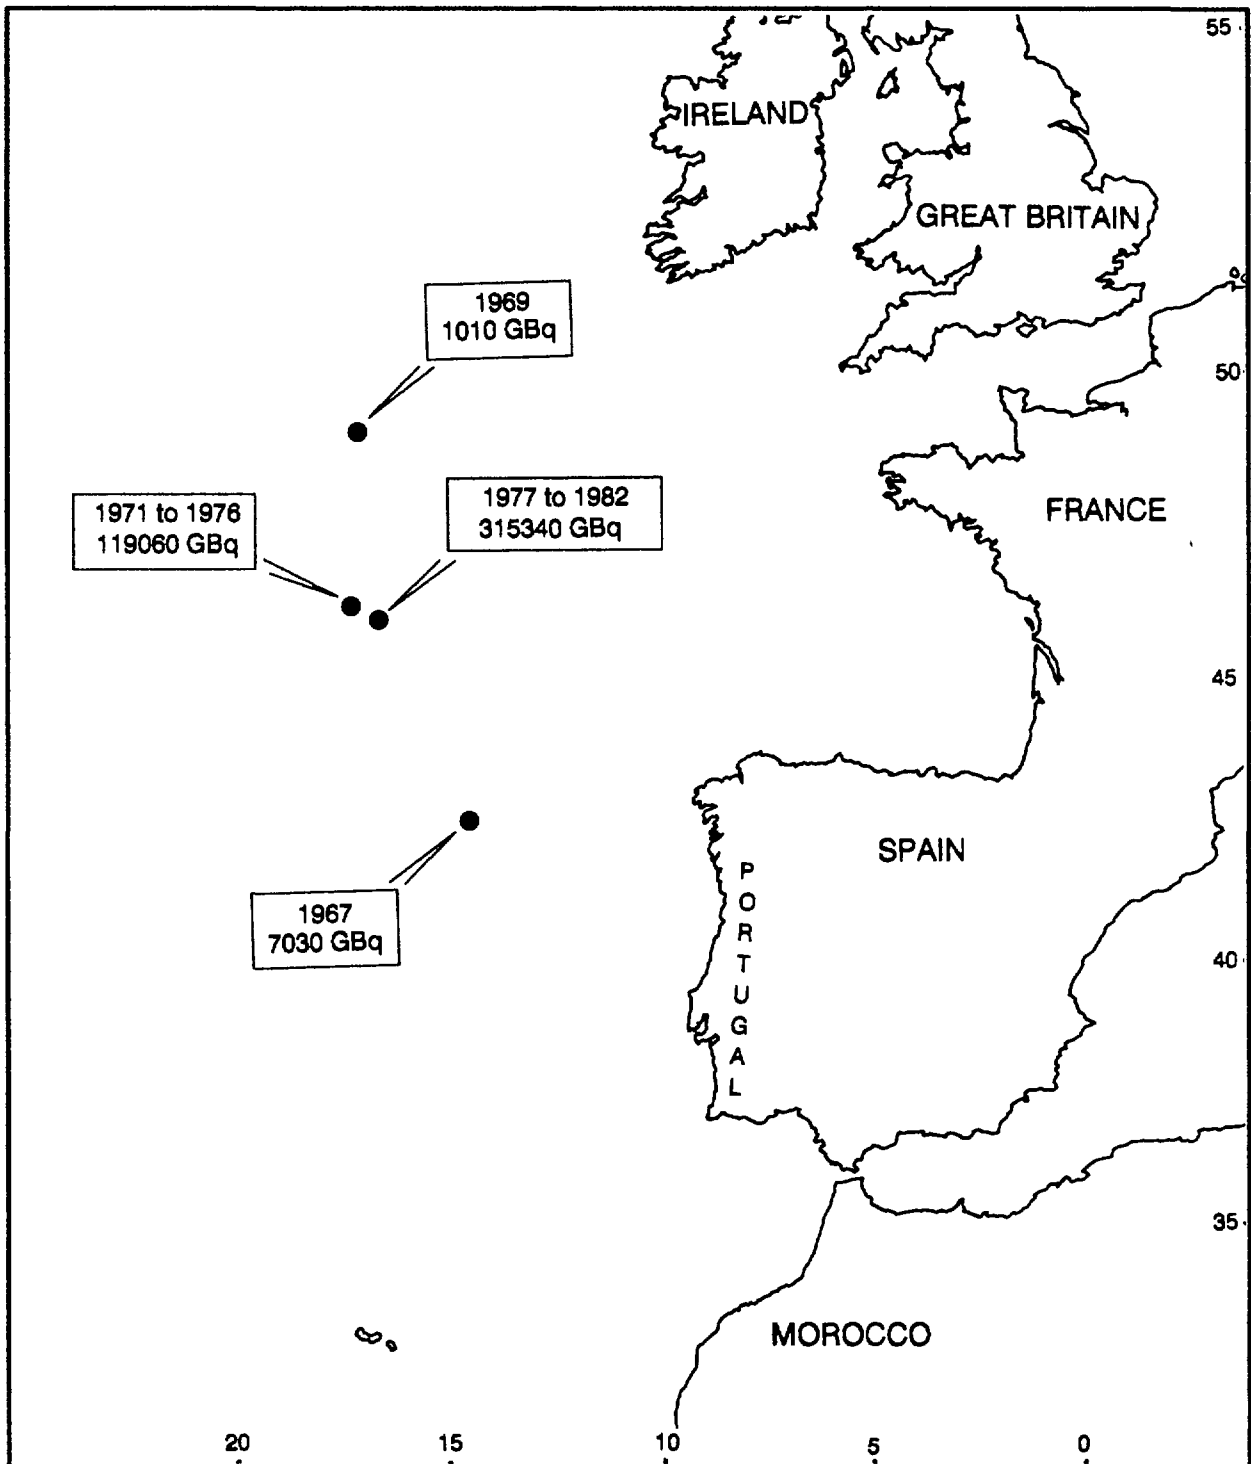 55
IRELAND
GREAT BRITAIN
1969
1010 GBq
50
1971 to 1976
119060 GBq
1977 to 1982
315340 GBq
FRANCE
45
SPAIN
P
O
R
T
U
G
A
L
1967
7030 GBq
40
35
MOROCCO
20 15 10 5 0